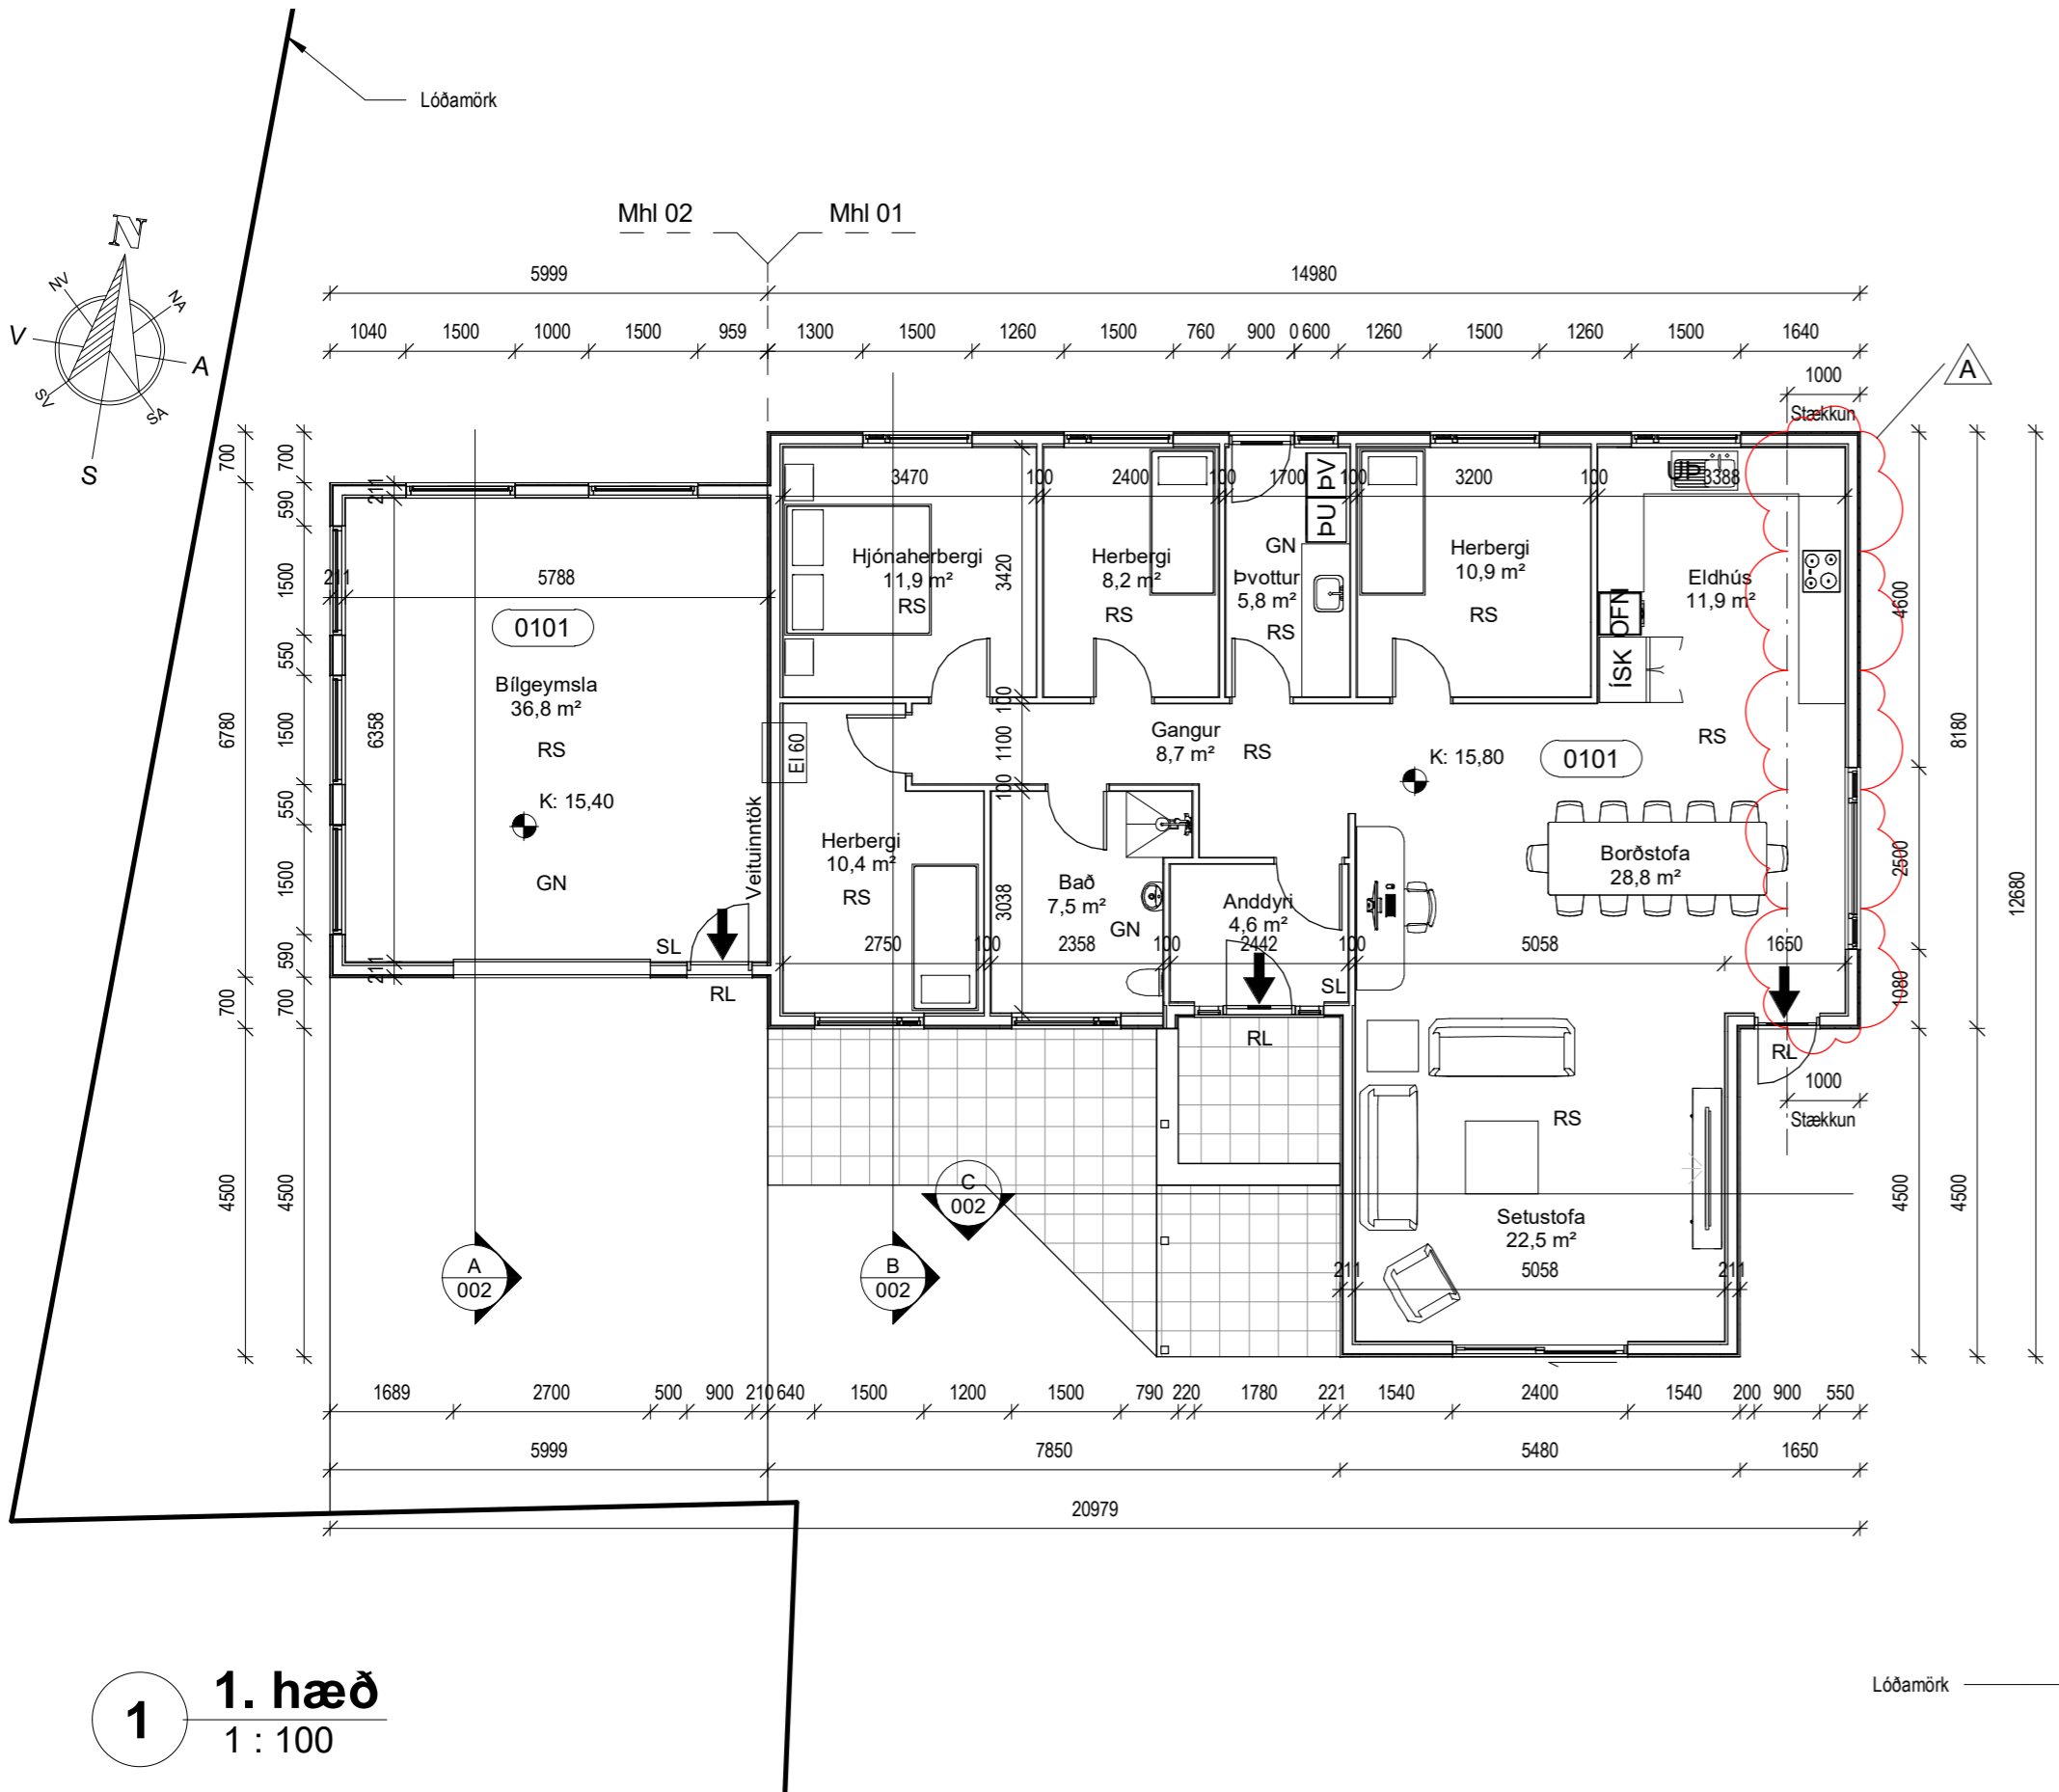 Lóðamörk
Mhl 02
Mhl 01
N
NV
NA
V
A
SV
SA
S
5999
14980
1040
1500
1000
1500
959
1300
1500
1260
1500
760
900
0
600
1260
1500
1260
1500
1640
1000
Stækkun
A
700
700
590
211
1500
550
6780
1500
550
1500
590
211
700
700
4500
4500
211
5788
6358
0101
Bílgeymsla
36,8 m²
RS
K: 15,40
GN
SL
RL
Veituinntök
EI 60
3470
100
2400
100
1700
100
3200
100
3388
Hjónaherbergi
11,9 m²
RS
3420
Herbergi
8,2 m²
RS
GN
Þvottur
5,8 m²
RS
ÞV
ÞU
Herbergi
10,9 m²
RS
UÞ
Eldhús
11,9 m²
OFN
ÍSK
RS
100
1100
100
Gangur
8,7 m²
RS
K: 15,80
0101
Herbergi
10,4 m²
RS
3038
Bað
7,5 m²
GN
Anddyri
4,6 m²
Borðstofa
28,8 m²
2750
100
2358
100
2442
100
5058
1650
SL
RL
RL
1000
Stækkun
4600
2500
1080
4500
8180
4500
12680
RS
Setustofa
22,5 m²
211
5058
211
A
002
B
002
C
002
1689
2700
500
900
210
640
1500
1200
1500
790
220
1780
221
1540
2400
1540
200
900
550
5999
7850
5480
1650
20979
1
1. hæð
1 : 100
Lóðamörk